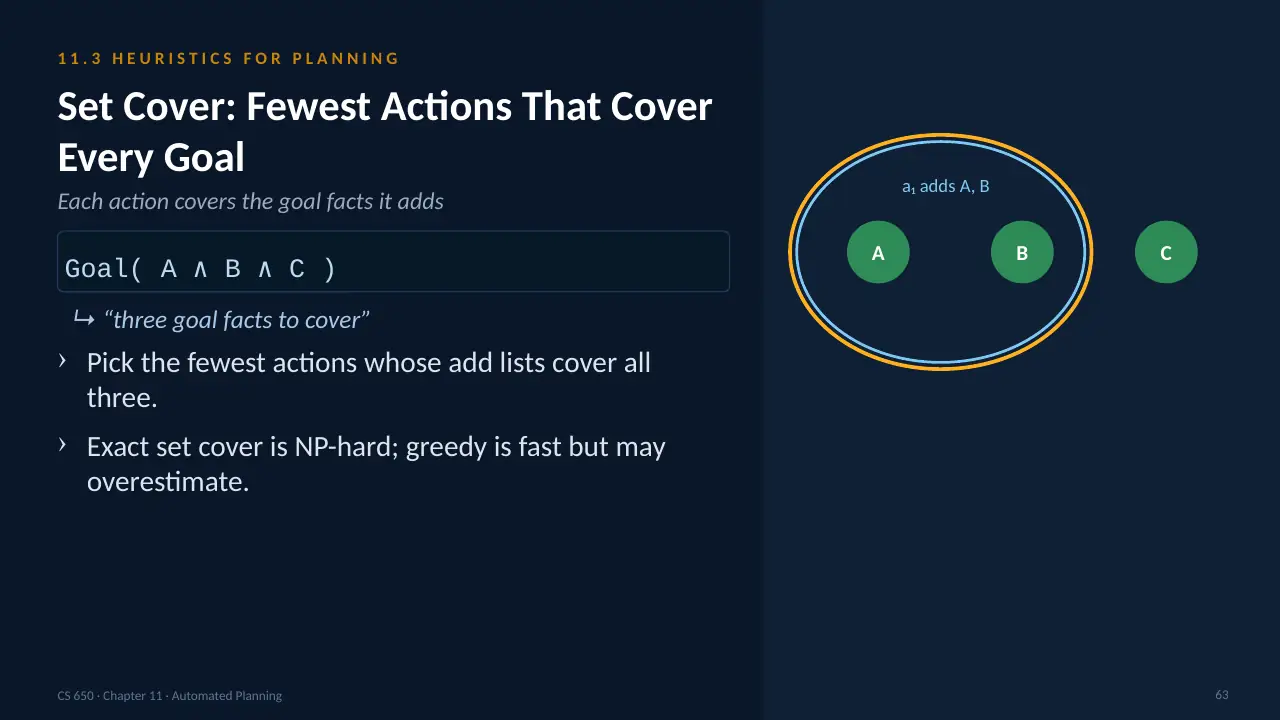 11.3 HEURISTICS FOR PLANNING
Set Cover: Fewest Actions That Cover
Every Goal
Each action covers the goal facts it adds
Goal( A ∧ B ∧ C )
↪ “three goal facts to cover”
› Pick the fewest actions whose add lists cover all
three.
› Exact set cover is NP-hard; greedy is fast but may
overestimate.
a₁ adds A, B
A B C
CS 650 · Chapter 11 · Automated Planning
63